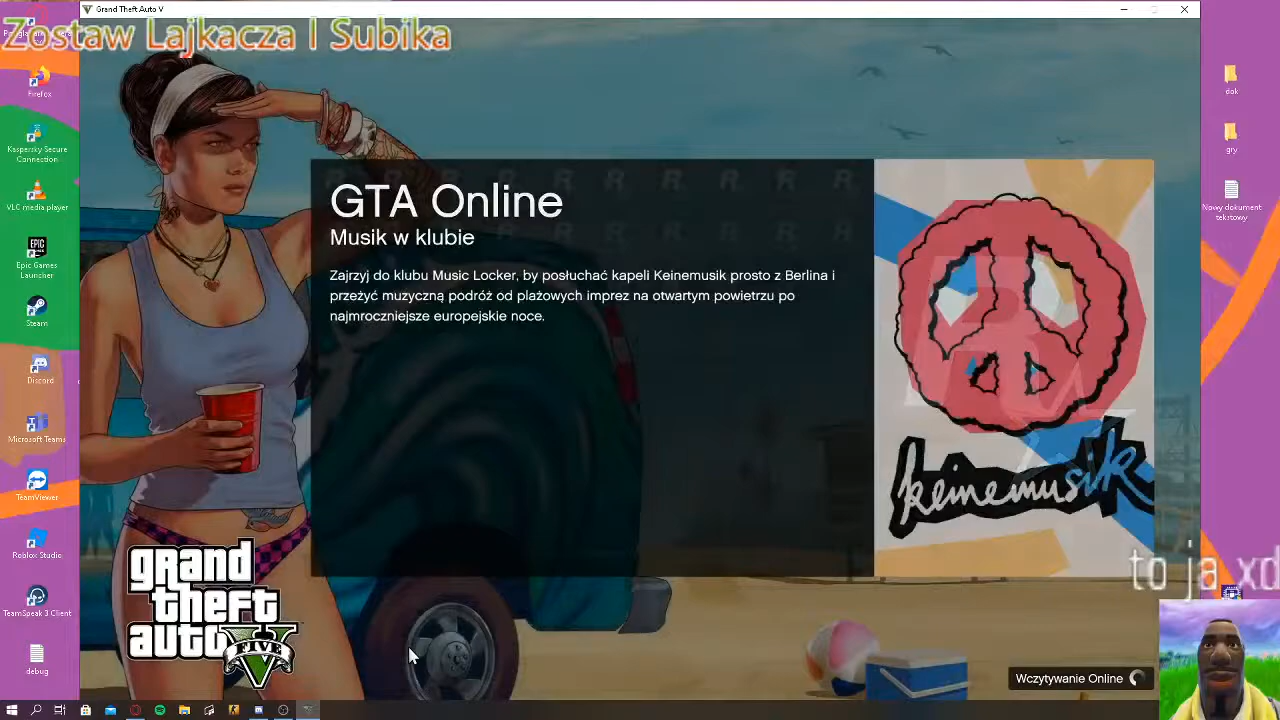 Grand Theft Auto V
Zostaw Lajkacza I Subika
Firefox
Kaspersky Secure
Connection
VLC media player
Epic Games
Launcher
Steam
Discord
Microsoft Teams
TeamViewer
Roblox Studio
TeamSpeak 3 Client
debug
GTA Online
Musik w klubie
Zajrzyj do klubu Music Locker, by posłuchać kapeli Keinemusik prosto z Berlina i
przeżyć muzyczną podróż od plażowych imprez na otwartym powietrzu po
najmroczniejsze europejskie noce.
keinemusik
grand
theft
auto V
FIVE
Wczytywanie Online
dok
gry
Nowy dokument
tekstowy
to ja xd